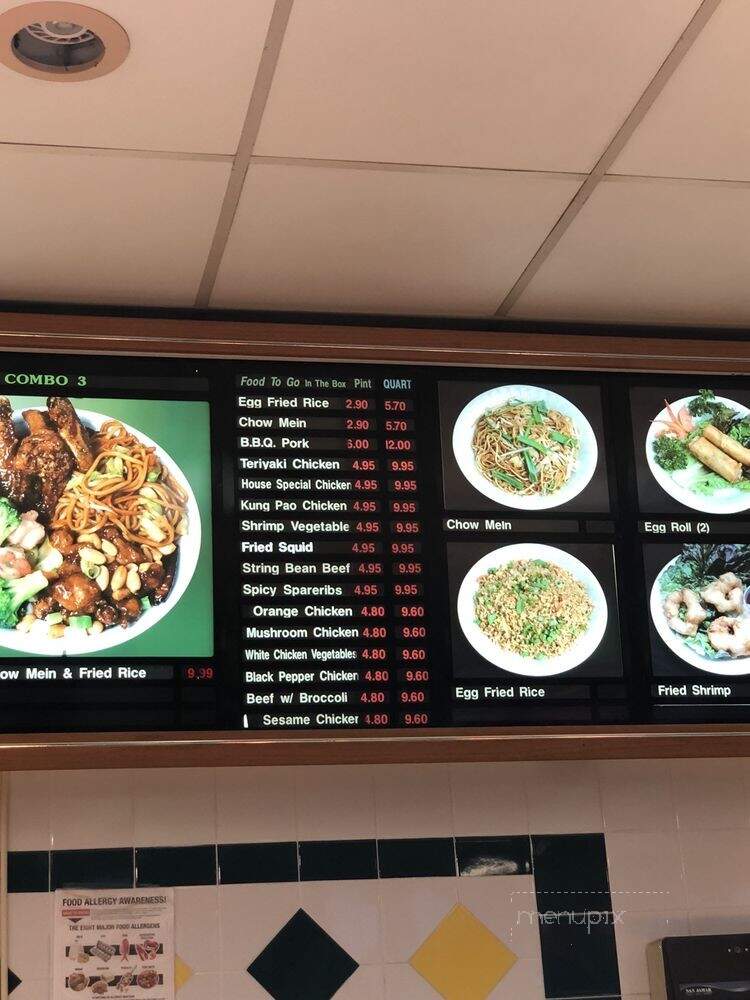 COMBO 3
ow Mein & Fried Rice 9.99
Food To Go In The Box Pint QUART
Egg Fried Rice 2.90 5.70
Chow Mein 2.90 5.70
B.B.Q. Pork 6.00 12.00
Teriyaki Chicken 4.95 9.95
House Special Chicken 4.95 9.95
Kung Pao Chicken 4.95 9.95
Shrimp Vegetable 4.95 9.95
Fried Squid 4.95 9.95
String Bean Beef 4.95 9.95
Spicy Spareribs 4.95 9.95
Orange Chicken 4.80 9.60
Mushroom Chicken 4.80 9.60
White Chicken Vegetables 4.80 9.60
Black Pepper Chicken 4.80 9.60
Beef w/ Broccoli 4.80 9.60
Sesame Chicken 4.80 9.60
Chow Mein
Egg Roll (2)
Egg Fried Rice
Fried Shrimp
FOOD ALLERGY AWARENESS!
THE EIGHT MAJOR FOOD ALLERGENS
menupix